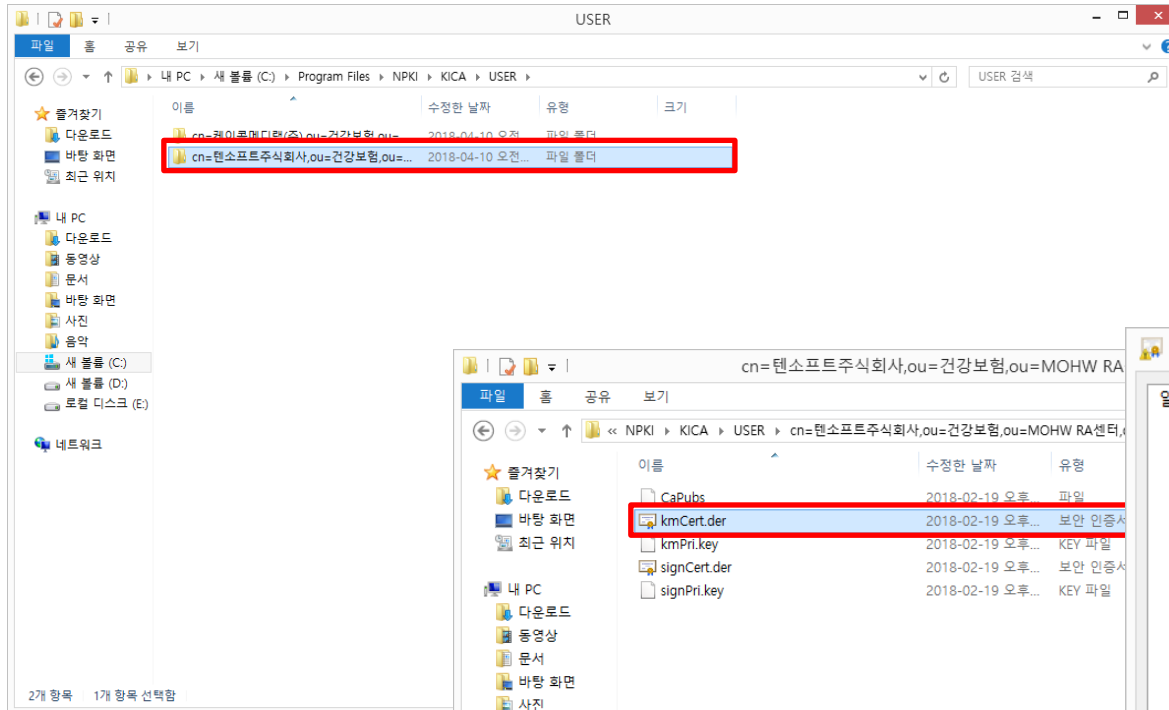 USER
파일 홈 공유 보기
내 PC 새 볼륨 (C:) Program Files NPKI KICA USER
USER 검색
이름 수정한 날짜 유형 크기
cn=케이콤메디랩(주),ou=건강보험,ou=... 2018-04-10 오전... 파일 폴더
cn=텐소프트주식회사,ou=건강보험,ou=... 2018-04-10 오전... 파일 폴더
즐겨찾기
다운로드
바탕 화면
최근 위치
내 PC
다운로드
동영상
문서
바탕 화면
사진
음악
새 볼륨 (C:)
새 볼륨 (D:)
로컬 디스크 (E:)
네트워크
2개 항목 1개 항목 선택함
cn=텐소프트주식회사,ou=건강보험,ou=MOHW RA
파일 홈 공유 보기
« NPKI KICA USER cn=텐소프트주식회사,ou=건강보험,ou=MOHW RA센터,
이름 수정한 날짜 유형
CaPubs 2018-02-19 오후... 파일
kmCert.der 2018-02-19 오후... 보안 인증서
kmPri.key 2018-02-19 오후... KEY 파일
signCert.der 2018-02-19 오후... 보안 인증서
signPri.key 2018-02-19 오후... KEY 파일
즐겨찾기
다운로드
바탕 화면
최근 위치
내 PC
다운로드
동영상
문서
바탕 화면
사진